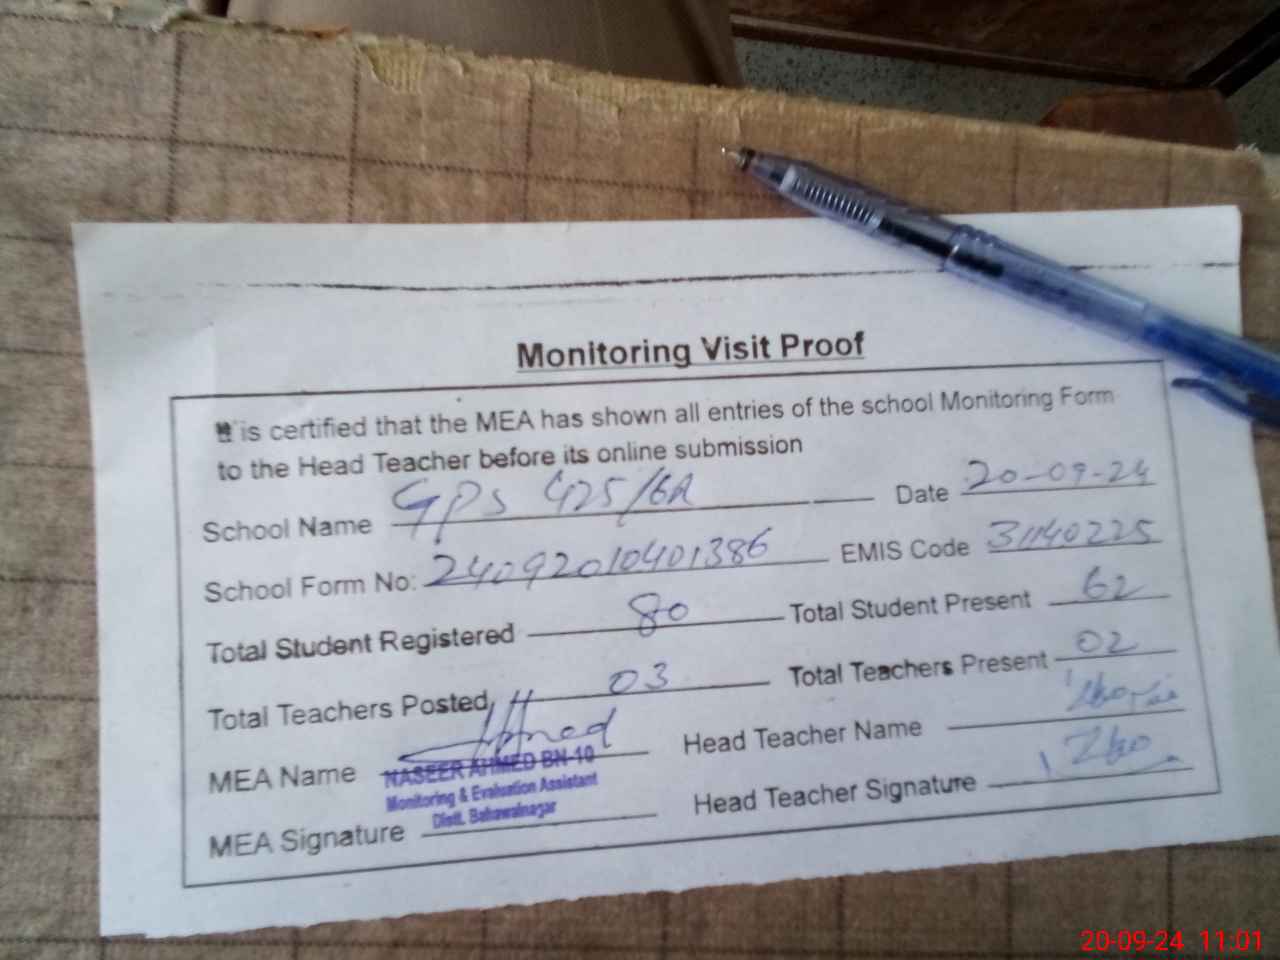 Monitoring Visit Proof
It is certified that the MEA has shown all entries of the school Monitoring Form
to the Head Teacher before its online submission
School Name GPS 425/6R Date 20-09-24
School Form No: 24092010401386 EMIS Code 31140225
Total Student Registered 80 Total Student Present 62
Total Teachers Posted 03 Total Teachers Present 02
MEA Name Ahmed Head Teacher Name
NASEER AHMED BN-10
Monitoring & Evaluation Assistant
Distt. Bahawalnagar
MEA Signature Head Teacher Signature
20-09-24 11:01